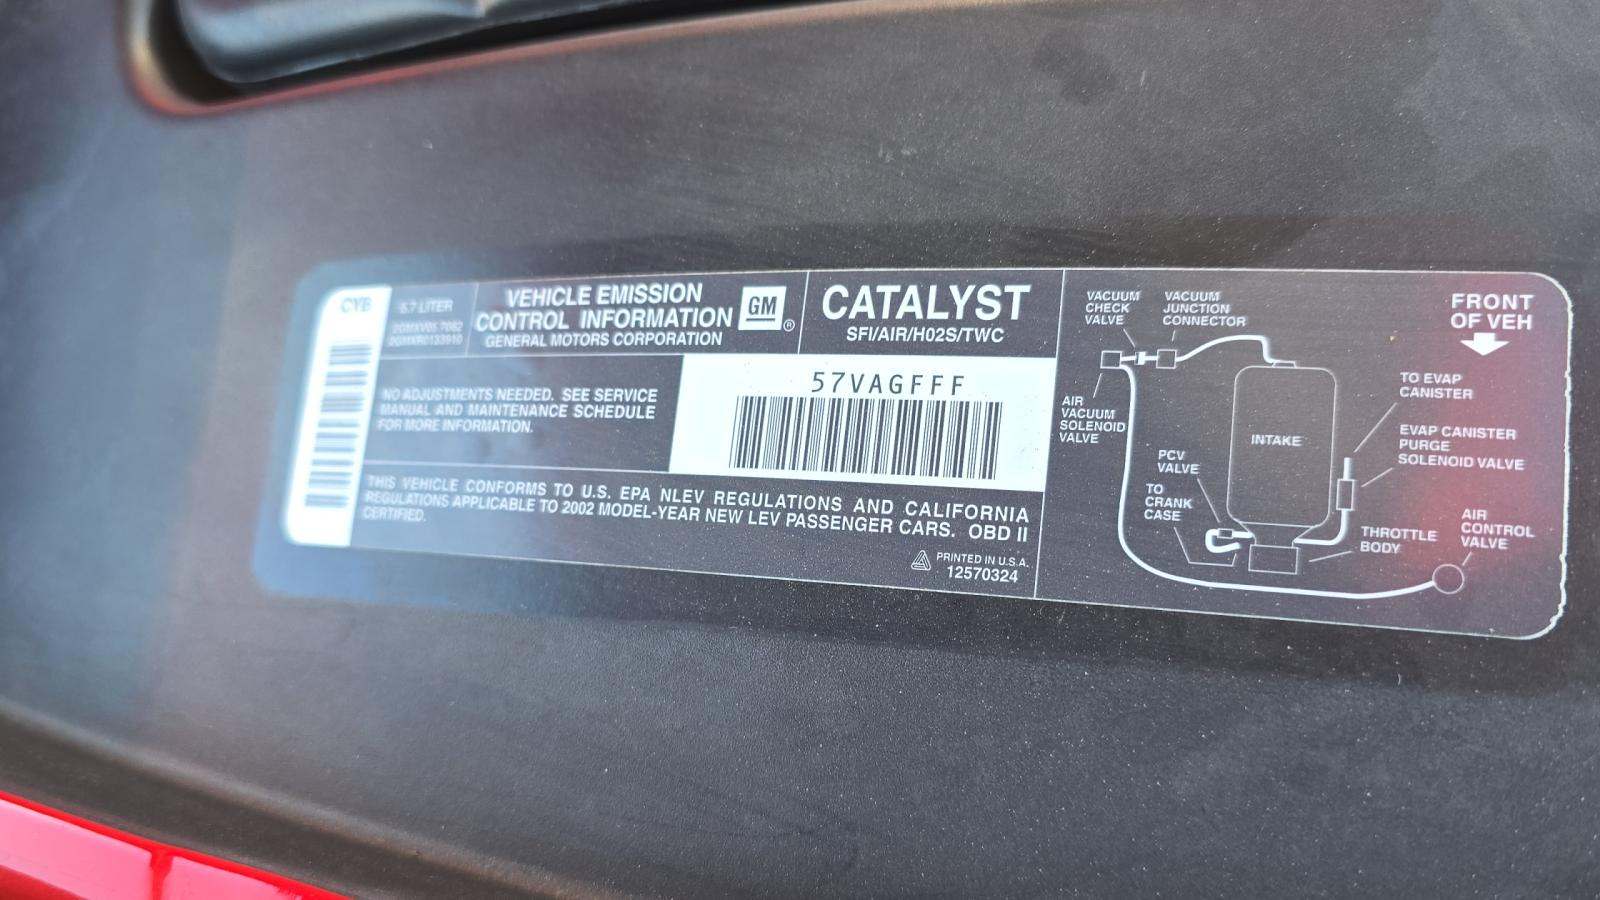 CYB
5.7 LITER
VEHICLE EMISSION
CONTROL INFORMATION
GENERAL MOTORS CORPORATION
GM ®
CATALYST
SFI/AIR/H02S/TWC
NO ADJUSTMENTS NEEDED. SEE SERVICE
MANUAL AND MAINTENANCE SCHEDULE
FOR MORE INFORMATION.
57VAGFFF
THIS VEHICLE CONFORMS TO U.S. EPA NLEV REGULATIONS AND CALIFORNIA
REGULATIONS APPLICABLE TO 2002 MODEL-YEAR NEW LEV PASSENGER CARS. OBD II
CERTIFIED.
PRINTED IN U.S.A.
12570324
VACUUM
CHECK
VALVE
VACUUM
JUNCTION
CONNECTOR
FRONT
OF VEH
AIR
VACUUM
SOLENOID
VALVE
TO EVAP
CANISTER
INTAKE
EVAP CANISTER
PURGE
SOLENOID VALVE
PCV
VALVE
TO
CRANK
CASE
THROTTLE
BODY
AIR
CONTROL
VALVE